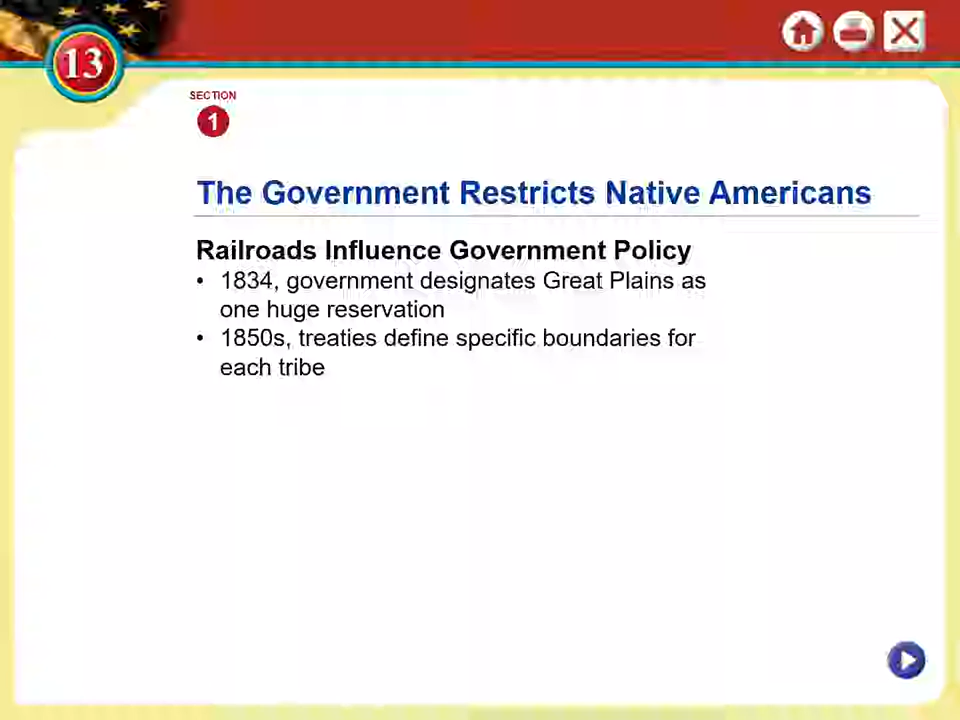 13
SECTION
1
The Government Restricts Native Americans
Railroads Influence Government Policy
• 1834, government designates Great Plains as
one huge reservation
• 1850s, treaties define specific boundaries for
each tribe